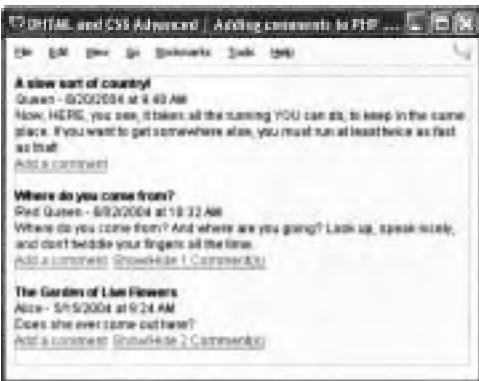 DHTML and CSS Advanced | Adding comments to PHP ...
File Edit View Go Bookmarks Tools Help
A slow sort of country!
Queen - 6/20/2004 at 9:40 AM
Now, HERE, you see, it takes all the running YOU can do, to keep in the same
place. If you want to get somewhere else, you must run at least twice as fast
as that!
Add a comment
Where do you come from?
Red Queen - at 10:32 AM
Where do you come from? And where are you going? Look up, speak nicely,
and don't twiddle your fingers all the time.
Add a comment Show/Hide 1 Comment(s)
The Garden of Live Flowers
Alice - 5/15/2004 at 9:24 AM
Does she ever come out here?
Add a comment Show/Hide 2 Comment(s)